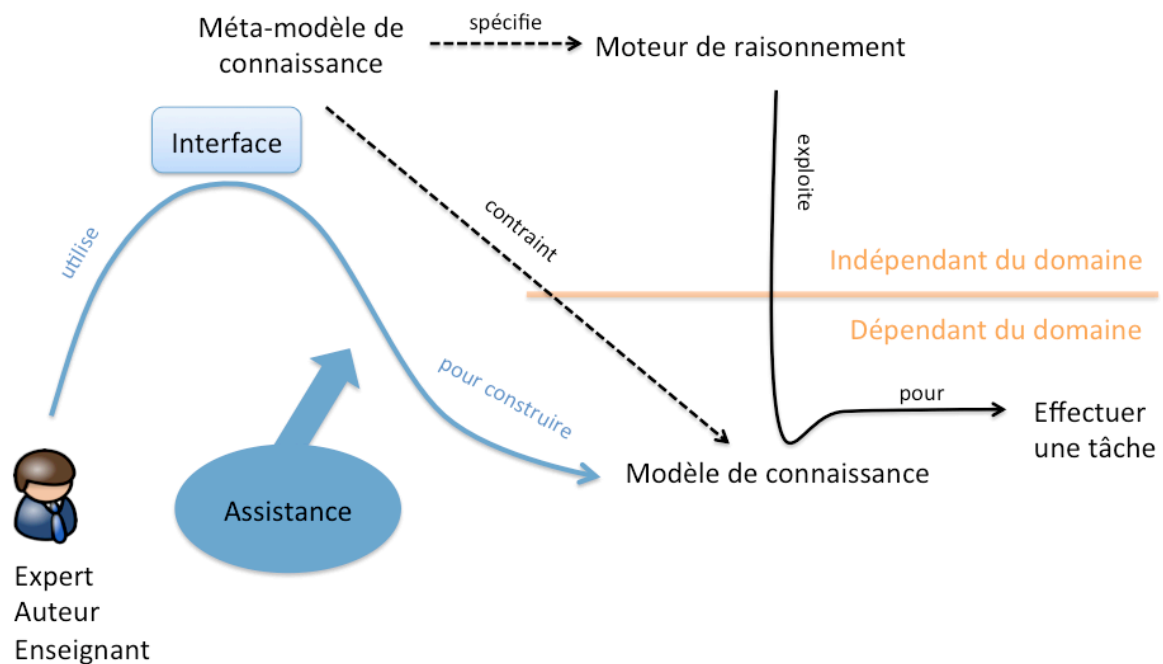 Méta-modèle de
connaissance
spécifie
Moteur de raisonnement
Interface
utilise
contraint
exploite
Indépendant du domaine
Dépendant du domaine
pour construire
pour
Effectuer
une tâche
Modèle de connaissance
Assistance
Expert
Auteur
Enseignant